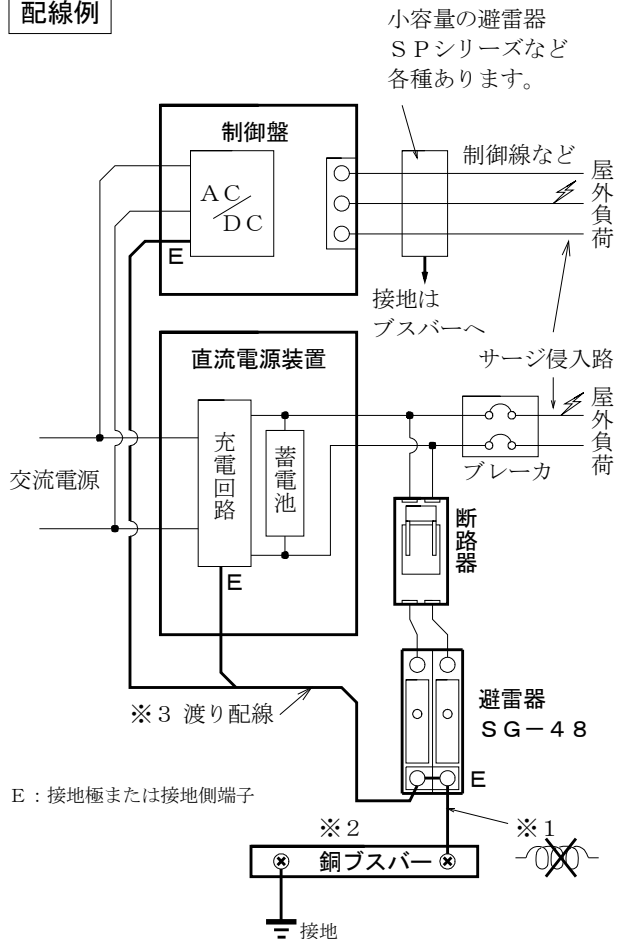 配線例
小容量の避雷器
ＳＰシリーズなど
各種あります。
制御盤
ＡＣ
ＤＣ
E
制御線など
屋外負荷
接地は
ブスバーへ
サージ侵入路
直流電源装置
充電回路
蓄電池
E
交流電源
屋外負荷
ブレーカ
断路器
※３ 渡り配線
避雷器
ＳＧ－４８
E
Ｅ：接地極または接地側端子
※２
※１
銅ブスバー
接地